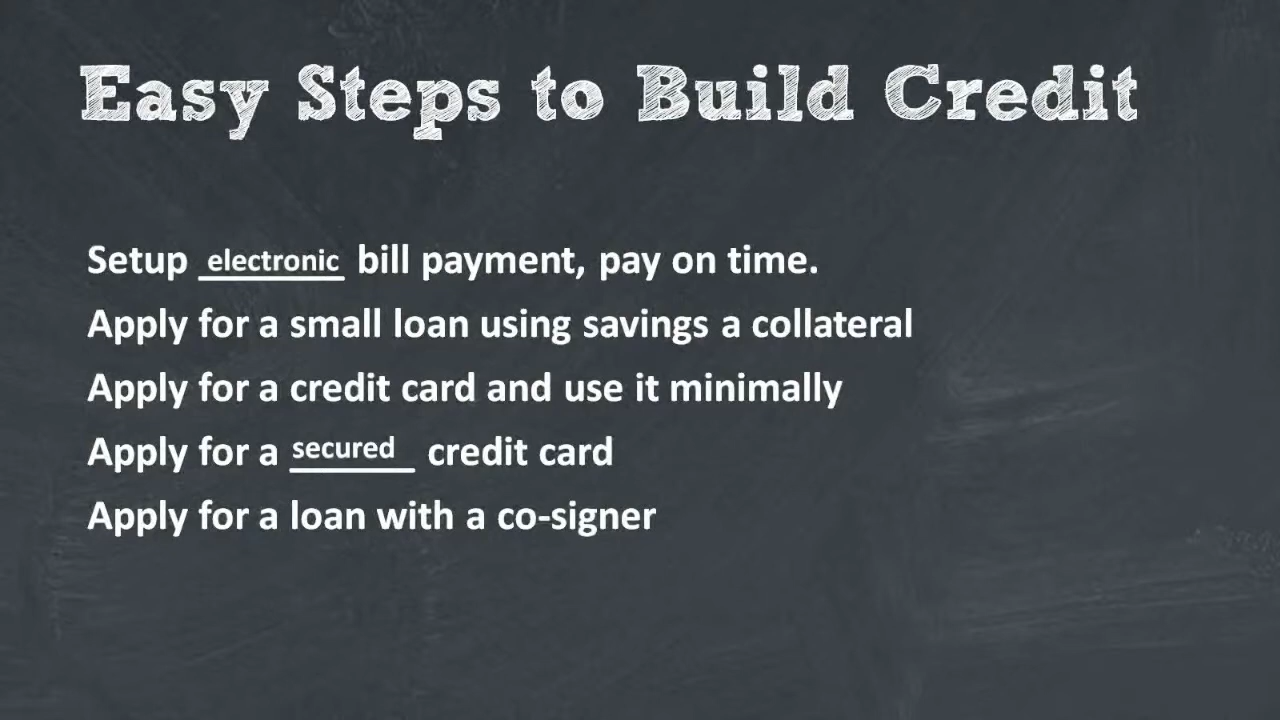 Easy Steps to Build Credit
Setup electronic bill payment, pay on time.
Apply for a small loan using savings a collateral
Apply for a credit card and use it minimally
Apply for a secured credit card
Apply for a loan with a co-signer